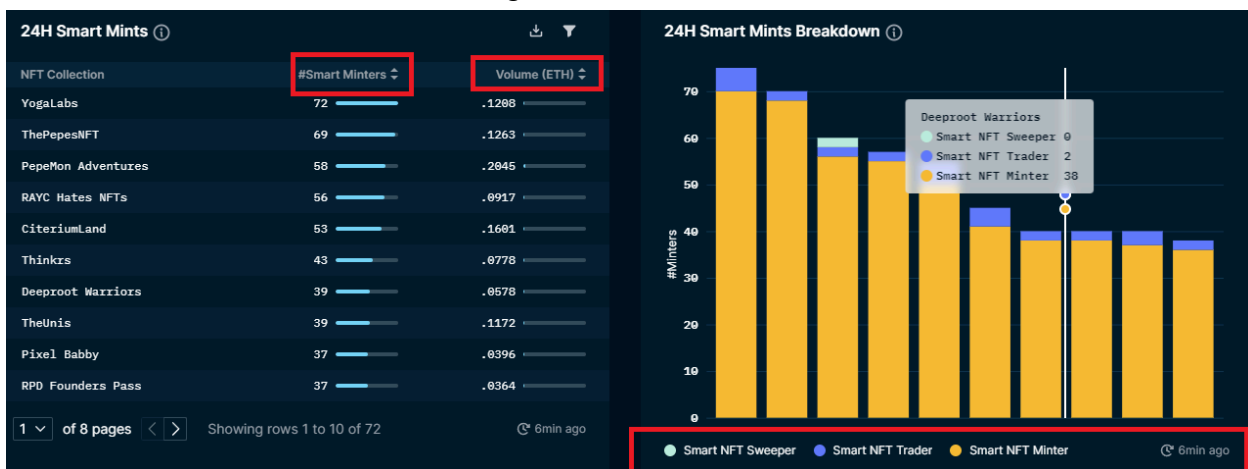 24H Smart Mints
NFT Collection #Smart Minters Volume (ETH)
YogaLabs 72 .1208
ThePepesNFT 69 .1263
PepeMon Adventures 58 .2045
RAYC Hates NFTs 56 .0917
CiteriumLand 53 .1601
Thinkrs 43 .0778
Deeproot Warriors 39 .0578
TheUnis 39 .1172
Pixel Babby 37 .0396
RPD Founders Pass 37 .0364
1 of 8 pages < > Showing rows 1 to 10 of 72 6min ago
24H Smart Mints Breakdown
#Minters
70
60
50
40
30
20
10
0
Deeproot Warriors
Smart NFT Sweeper 0
Smart NFT Trader 2
Smart NFT Minter 38
Smart NFT Sweeper Smart NFT Trader Smart NFT Minter 6min ago